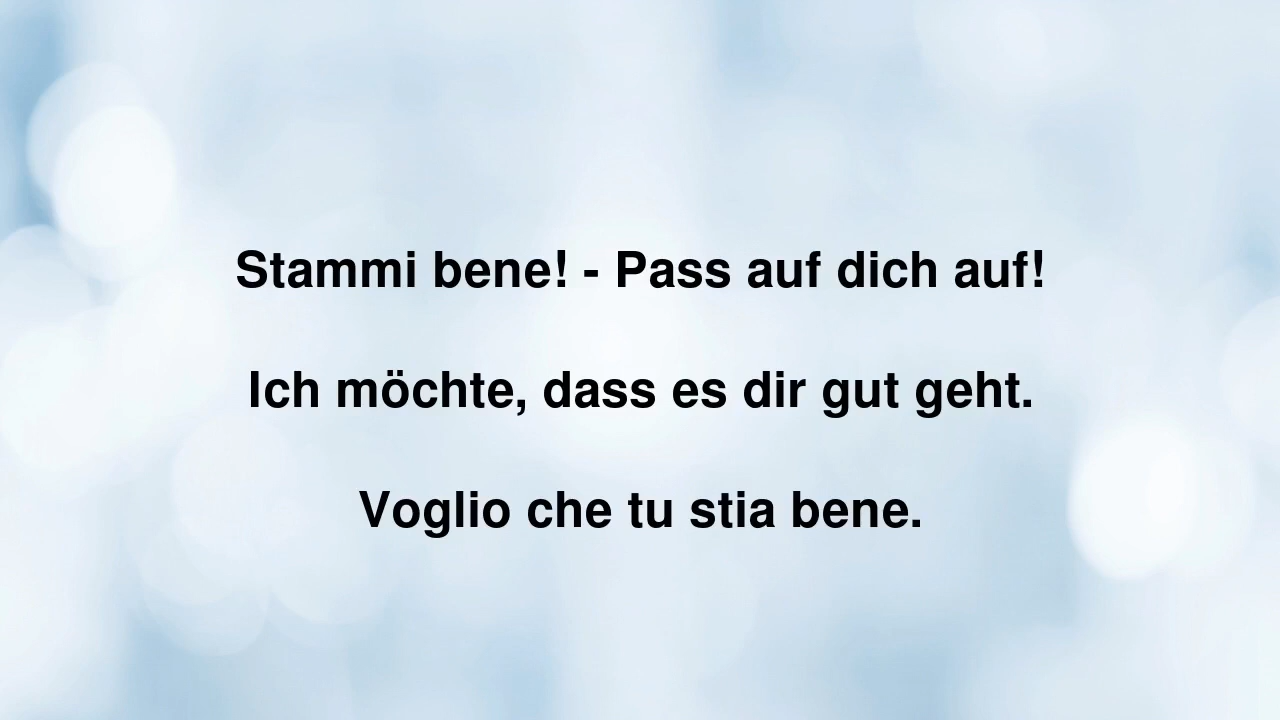 Stammi bene! - Pass auf dich auf!
Ich möchte, dass es dir gut geht.
Voglio che tu stia bene.